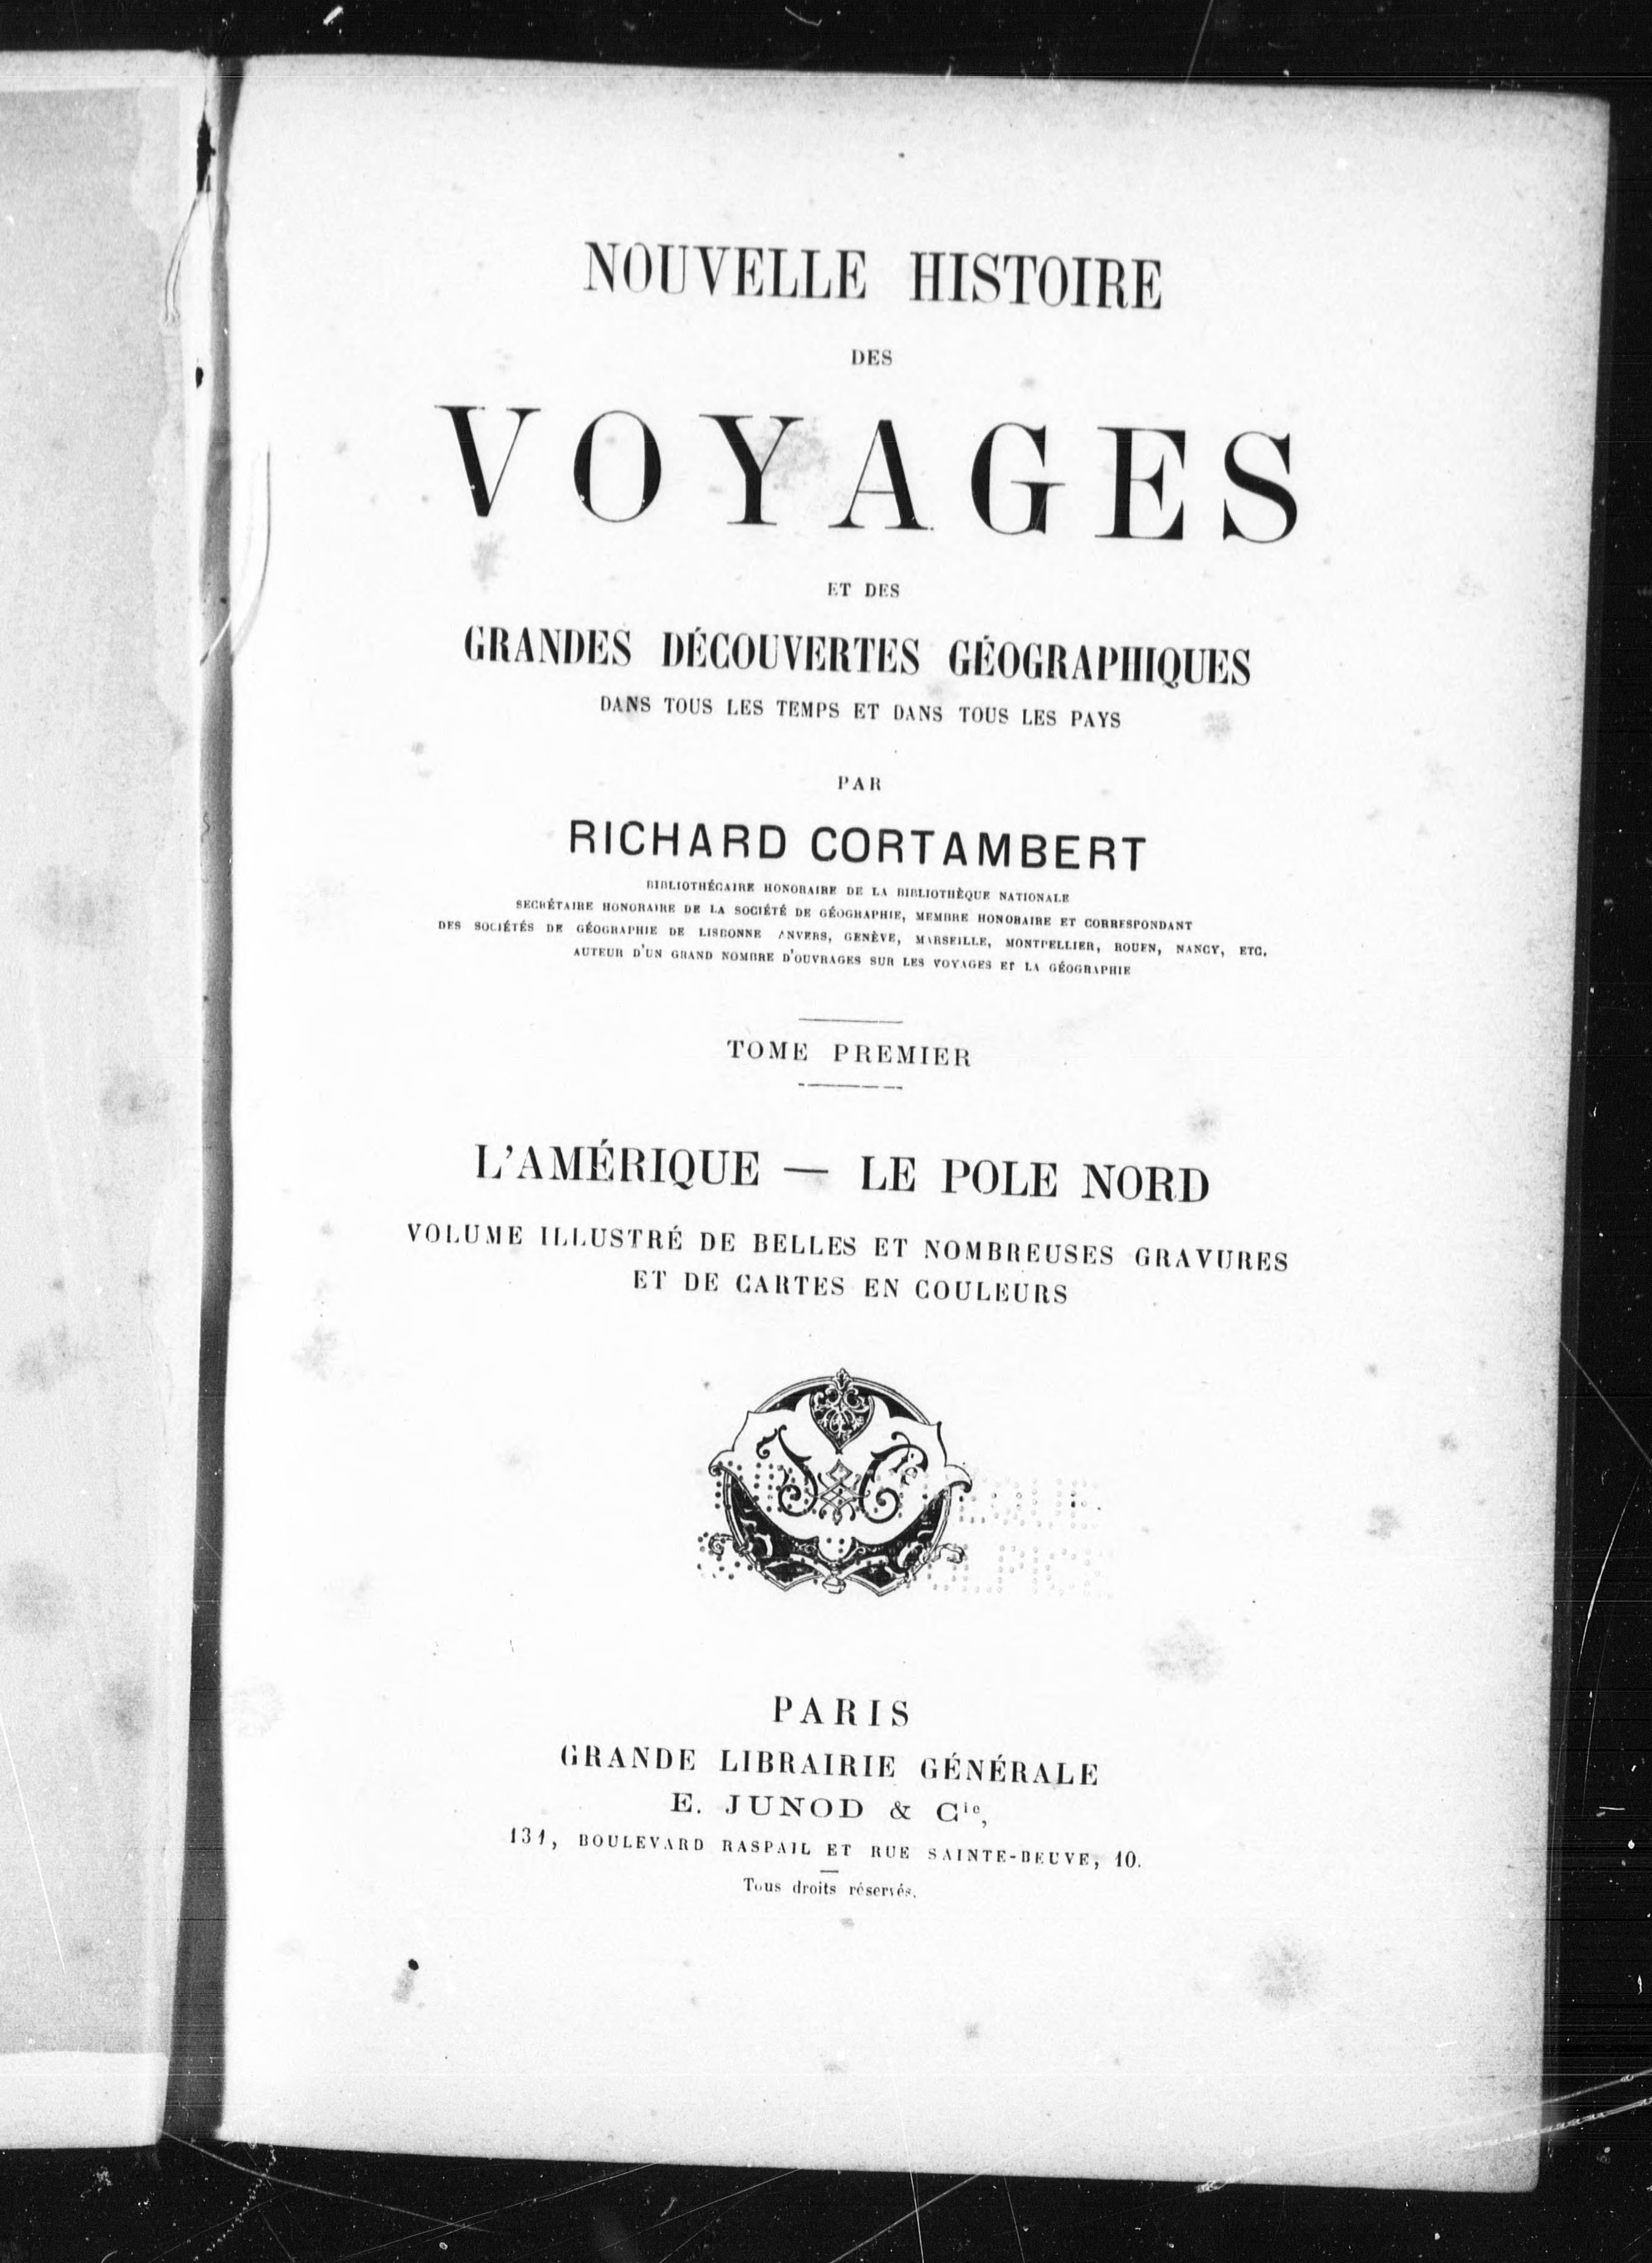 NOUVELLE HISTOIRE
DES
VOYAGES
ET DES
GRANDES DÉCOUVERTES GÉOGRAPHIQUES
DANS TOUS LES TEMPS ET DANS TOUS LES PAYS
PAR
RICHARD CORTAMBERT
BIBLIOTHÉCAIRE HONORAIRE DE LA BIBLIOTHÈQUE NATIONALE
SECRÉTAIRE HONORAIRE DE LA SOCIÉTÉ DE GÉOGRAPHIE, MEMBRE HONORAIRE ET CORRESPONDANT
DES SOCIÉTÉS DE GÉOGRAPHIE DE LISBONNE ANVERS, GENÈVE, MARSEILLE, MONTPELLIER, ROUEN, NANCY, ETC.
AUTEUR D'UN GRAND NOMBRE D'OUVRAGES SUR LES VOYAGES ET LA GÉOGRAPHIE
TOME PREMIER
L'AMÉRIQUE — LE POLE NORD
VOLUME ILLUSTRÉ DE BELLES ET NOMBREUSES GRAVURES
ET DE CARTES EN COULEURS
PARIS
GRANDE LIBRAIRIE GÉNÉRALE
E. JUNOD & Cie,
131, BOULEVARD RASPAIL ET RUE SAINTE-BEUVE, 10.
Tous droits réservés.